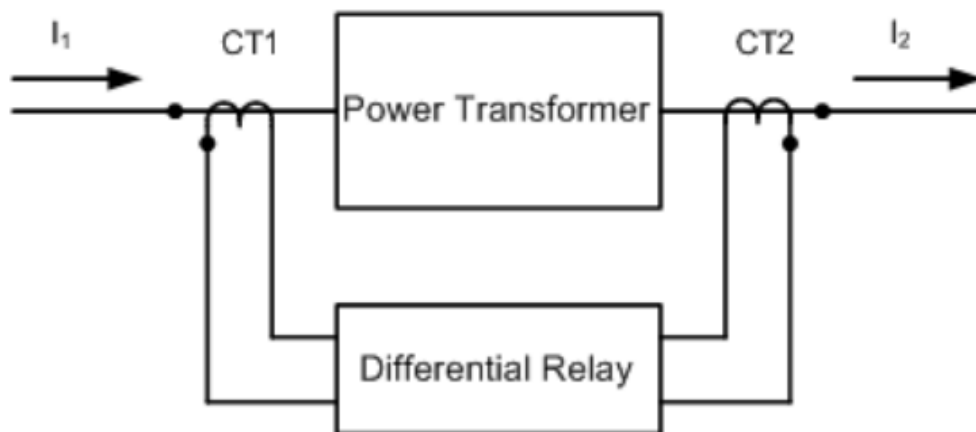 I₁
CT1
CT2
I₂
Power Transformer
Differential Relay